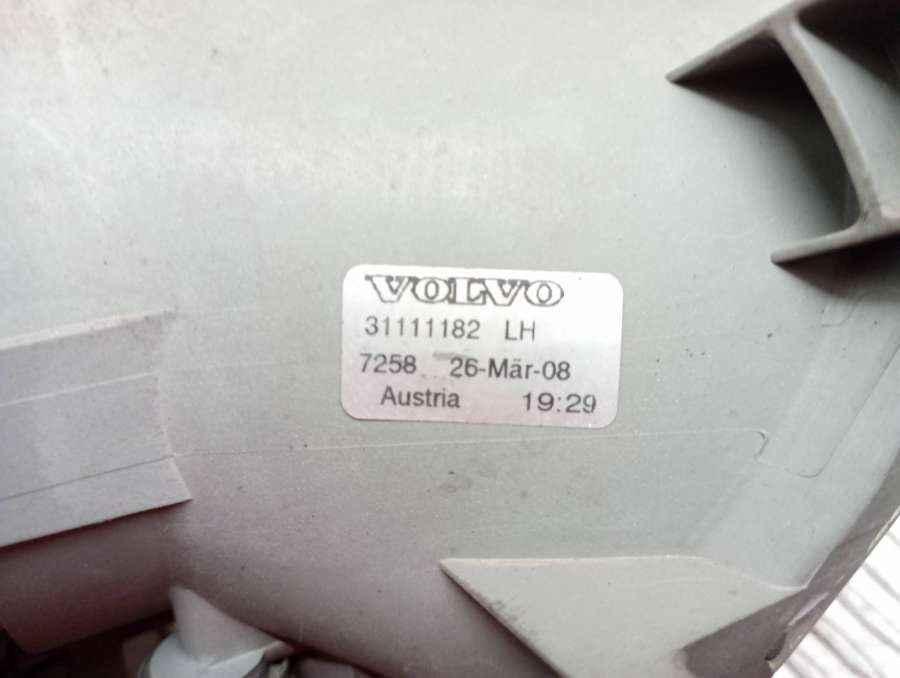 VOLVO
31111182 LH
7258 26-Mär-08
Austria 19:29